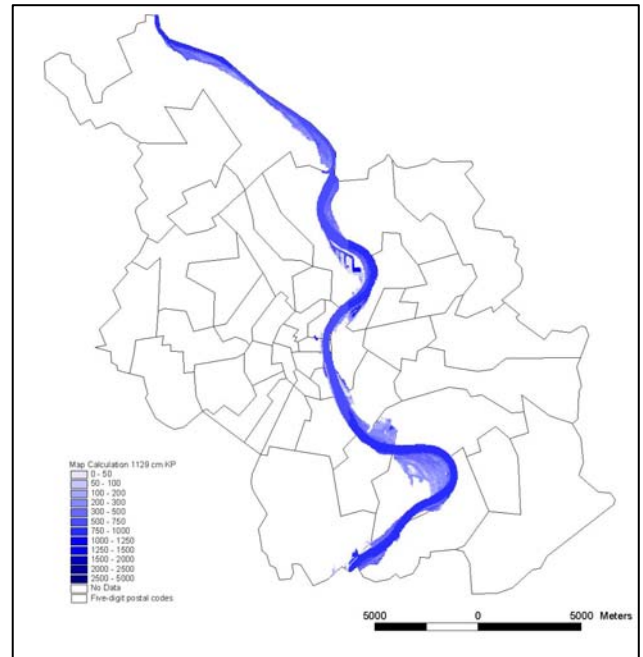 Map Calculation 1129 cm KP
0 - 50
50 - 100
100 - 200
200 - 300
300 - 500
500 - 750
750 - 1000
1000 - 1250
1250 - 1500
1500 - 2000
2000 - 2500
2500 - 5000
No Data
Five-digit postal codes
5000 0 5000 Meters